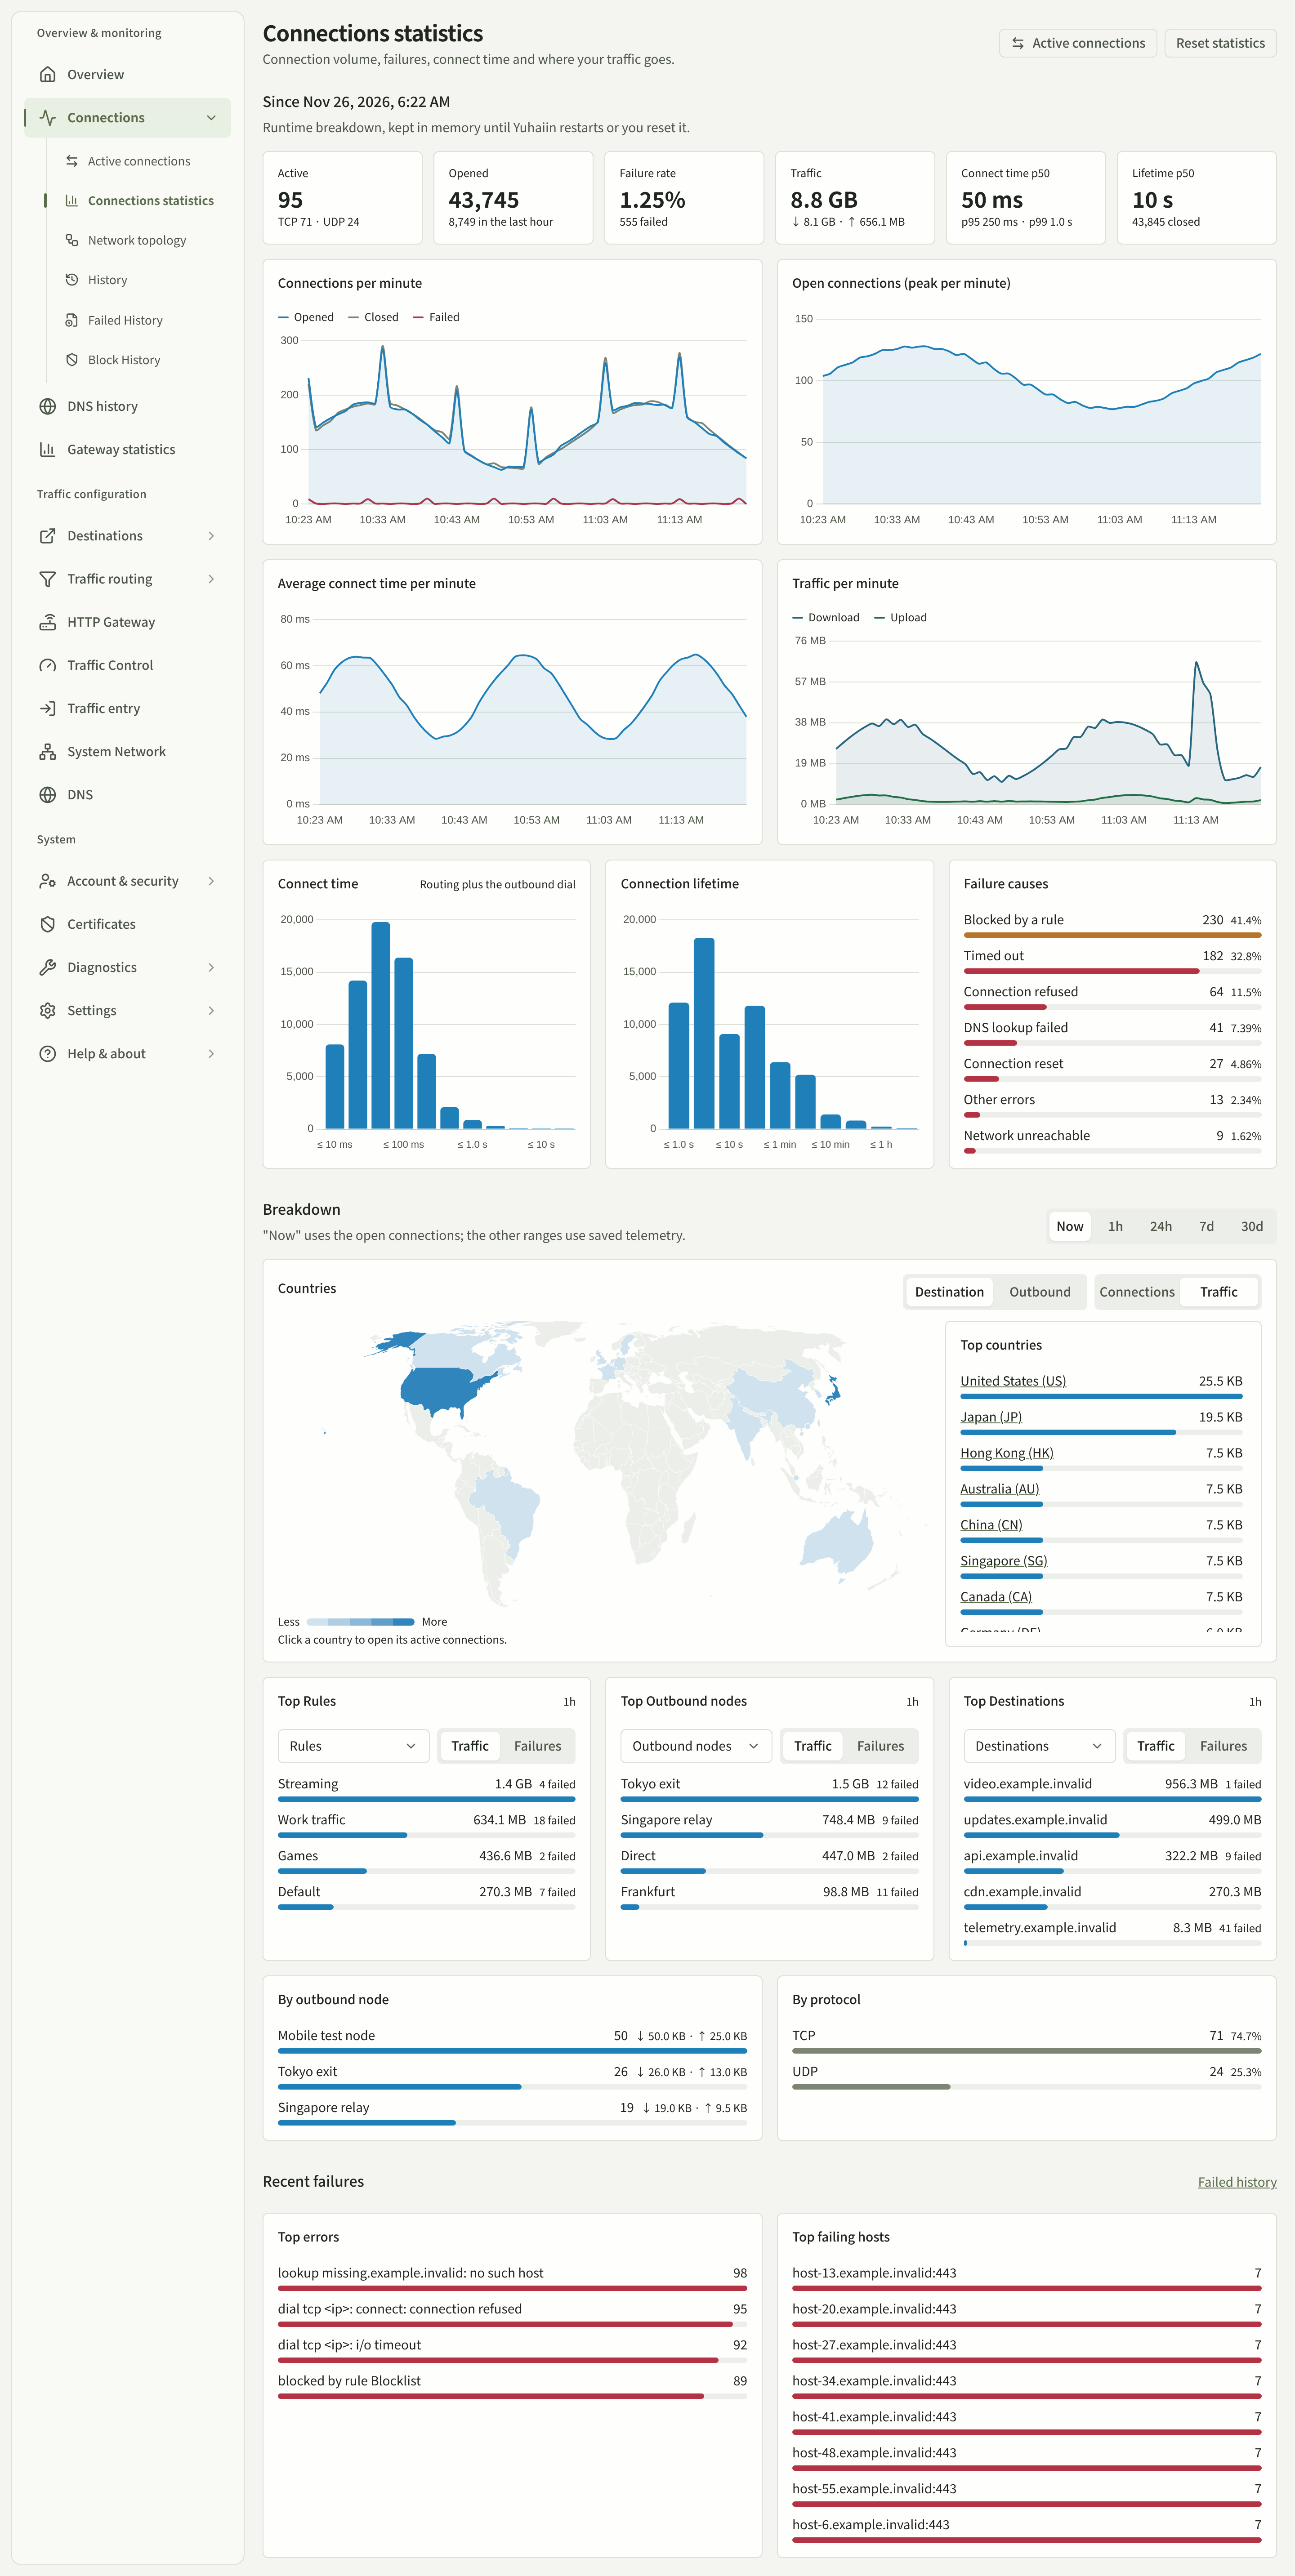 Overview & monitoring
Overview
Connections
Active connections
Connections statistics
Network topology
History
Failed History
Block History
DNS history
Gateway statistics
Traffic configuration
Destinations
Traffic routing
HTTP Gateway
Traffic Control
Traffic entry
System Network
DNS
System
Account & security
Certificates
Diagnostics
Settings
Help & about
Connections statistics
Connection volume, failures, connect time and where your traffic goes.
Active connections
Reset statistics
Since Nov 26, 2026, 6:22 AM
Runtime breakdown, kept in memory until Yuhaiin restarts or you reset it.
Active
95
TCP 71 · UDP 24
Opened
43,745
8,749 in the last hour
Failure rate
1.25%
555 failed
Traffic
8.8 GB
↓ 8.1 GB · ↑ 656.1 MB
Connect time p50
50 ms
p95 250 ms · p99 1.0 s
Lifetime p50
10 s
43,845 closed
Connections per minute
Opened Closed Failed
300
200
100
0
10:23 AM 10:33 AM 10:43 AM 10:53 AM 11:03 AM 11:13 AM
Open connections (peak per minute)
150
100
50
0
10:23 AM 10:33 AM 10:43 AM 10:53 AM 11:03 AM 11:13 AM
Average connect time per minute
80 ms
60 ms
40 ms
20 ms
0 ms
10:23 AM 10:33 AM 10:43 AM 10:53 AM 11:03 AM 11:13 AM
Traffic per minute
Download Upload
76 MB
57 MB
38 MB
19 MB
0 MB
10:23 AM 10:33 AM 10:43 AM 10:53 AM 11:03 AM 11:13 AM
Connect time Routing plus the outbound dial
20,000
15,000
10,000
5,000
0
≤ 10 ms ≤ 100 ms ≤ 1.0 s ≤ 10 s
Connection lifetime
20,000
15,000
10,000
5,000
0
≤ 1.0 s ≤ 10 s ≤ 1 min ≤ 10 min ≤ 1 h
Failure causes
Blocked by a rule 230 41.4%
Timed out 182 32.8%
Connection refused 64 11.5%
DNS lookup failed 41 7.39%
Connection reset 27 4.86%
Other errors 13 2.34%
Network unreachable 9 1.62%
Breakdown
"Now" uses the open connections; the other ranges use saved telemetry.
Now 1h 24h 7d 30d
Countries
Destination Outbound
Connections Traffic
Less More
Click a country to open its active connections.
Top countries
United States (US) 25.5 KB
Japan (JP) 19.5 KB
Hong Kong (HK) 7.5 KB
Australia (AU) 7.5 KB
China (CN) 7.5 KB
Singapore (SG) 7.5 KB
Canada (CA) 7.5 KB
Germany (DE) 6.0 KB
Top Rules 1h
Rules Traffic Failures
Streaming 1.4 GB 4 failed
Work traffic 634.1 MB 18 failed
Games 436.6 MB 2 failed
Default 270.3 MB 7 failed
Top Outbound nodes 1h
Outbound nodes Traffic Failures
Tokyo exit 1.5 GB 12 failed
Singapore relay 748.4 MB 9 failed
Direct 447.0 MB 2 failed
Frankfurt 98.8 MB 11 failed
Top Destinations 1h
Destinations Traffic Failures
video.example.invalid 956.3 MB 1 failed
updates.example.invalid 499.0 MB
api.example.invalid 322.2 MB 9 failed
cdn.example.invalid 270.3 MB
telemetry.example.invalid 8.3 MB 41 failed
By outbound node
Mobile test node 50 ↓ 50.0 KB · ↑ 25.0 KB
Tokyo exit 26 ↓ 26.0 KB · ↑ 13.0 KB
Singapore relay 19 ↓ 19.0 KB · ↑ 9.5 KB
By protocol
TCP 71 74.7%
UDP 24 25.3%
Recent failures
Failed history
Top errors
lookup missing.example.invalid: no such host 98
dial tcp <ip>: connect: connection refused 95
dial tcp <ip>: i/o timeout 92
blocked by rule Blocklist 89
Top failing hosts
host-13.example.invalid:443 7
host-20.example.invalid:443 7
host-27.example.invalid:443 7
host-34.example.invalid:443 7
host-41.example.invalid:443 7
host-48.example.invalid:443 7
host-55.example.invalid:443 7
host-6.example.invalid:443 7